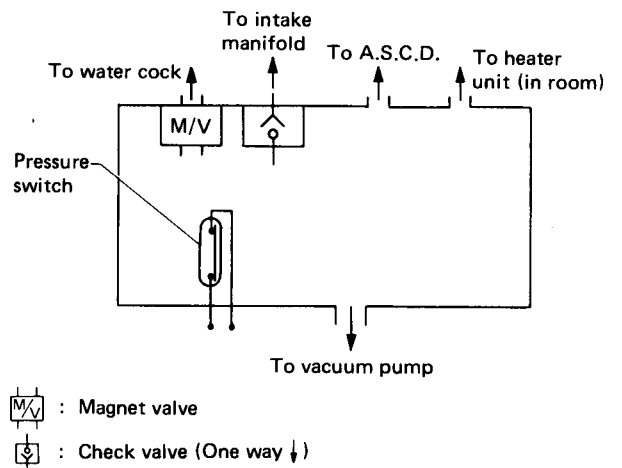 To intake
manifold
To A.S.C.D.
To heater
unit (in room)
To water cock
M/V
Pressure
switch
To vacuum pump
M/V : Magnet valve
: Check valve (One way ↓)